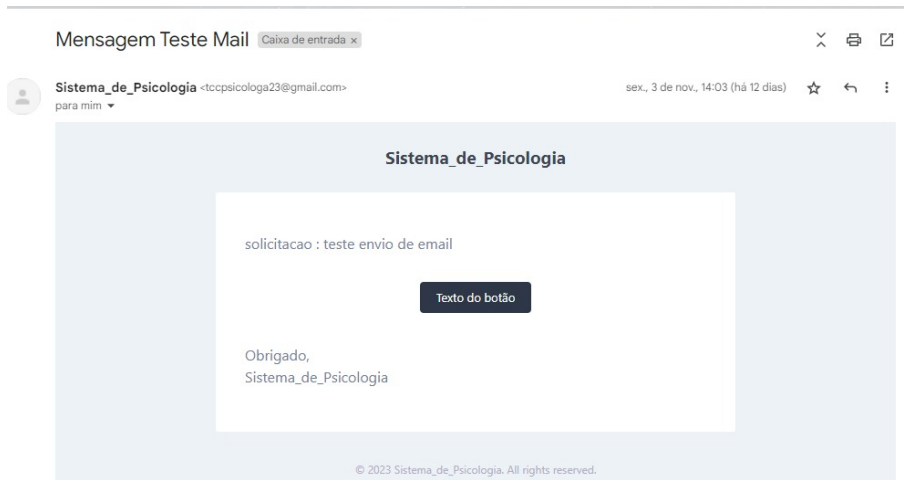 Mensagem Teste Mail Caixa de entrada x
Sistema_de_Psicologia <tccpsicologa23@gmail.com> sex., 3 de nov., 14:03 (há 12 dias)
para mim
Sistema_de_Psicologia
solicitacao : teste envio de email
Texto do botão
Obrigado,
Sistema_de_Psicologia
© 2023 Sistema_de_Psicologia. All rights reserved.